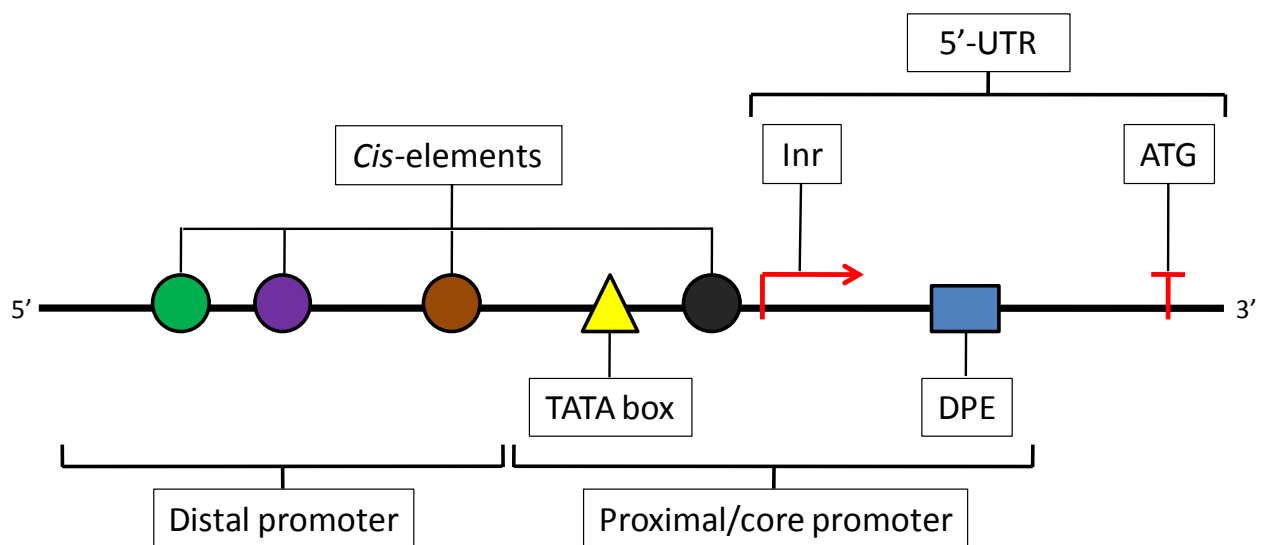 5’-UTR
Cis-elements
Inr
ATG
5’
3’
TATA box
DPE
Distal promoter
Proximal/core promoter